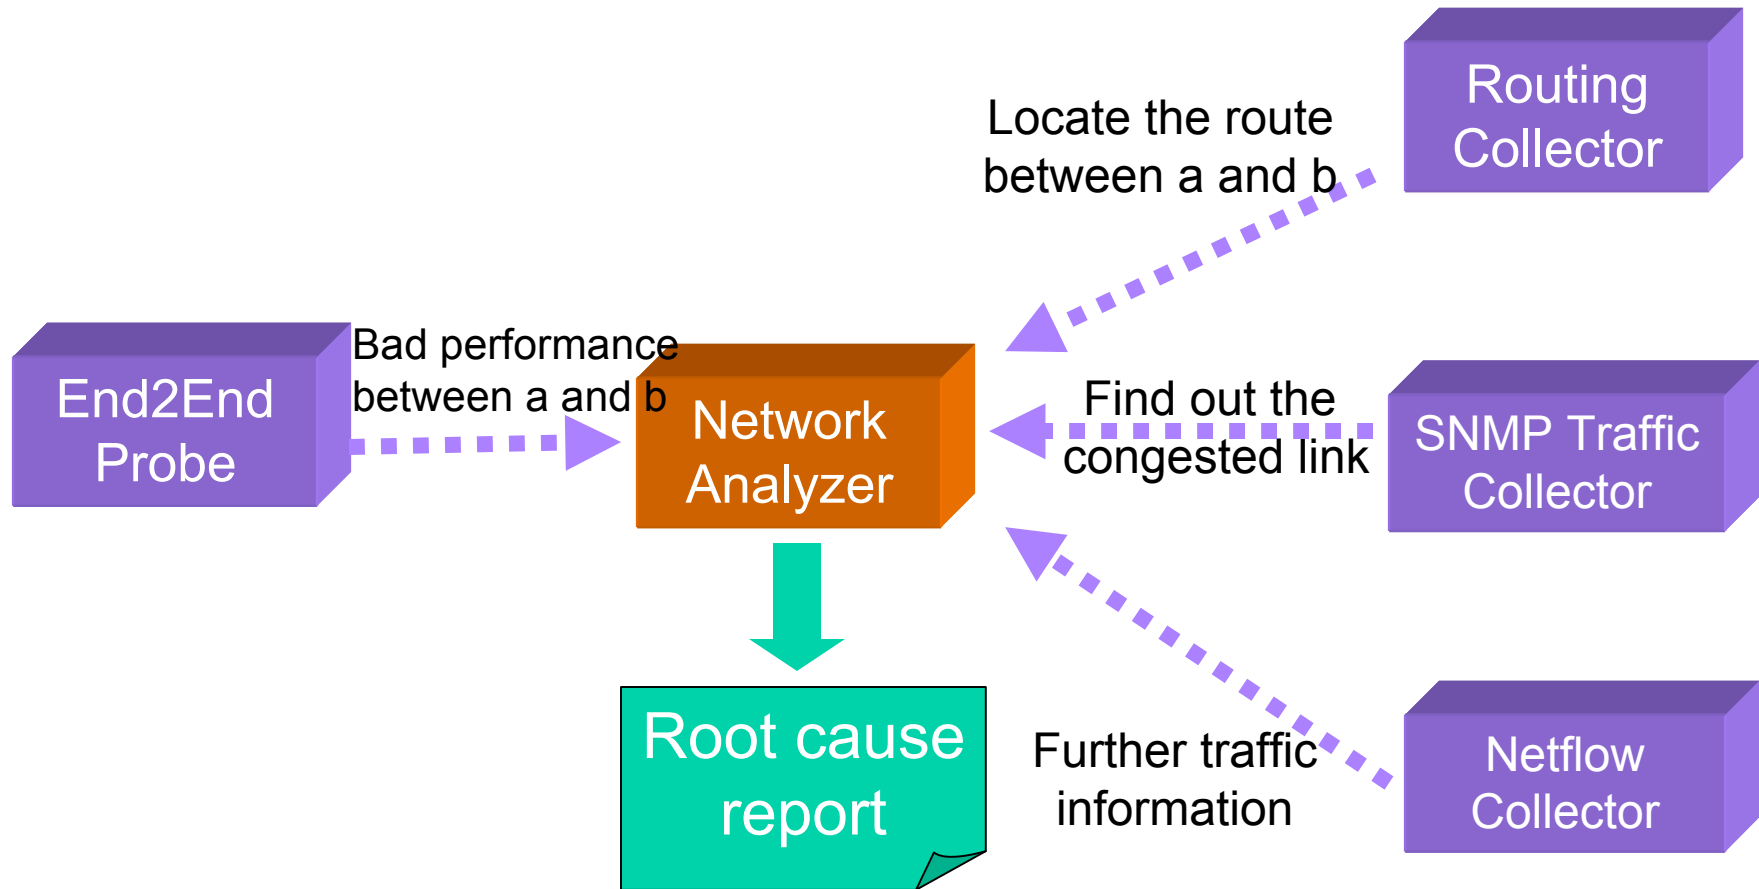 Routing
Collector
Locate the route
between a and b
Bad performance
between a and b
End2End
Probe
Network
Analyzer
Find out the
congested link
SNMP Traffic
Collector
Root cause
report
Further traffic
information
Netflow
Collector